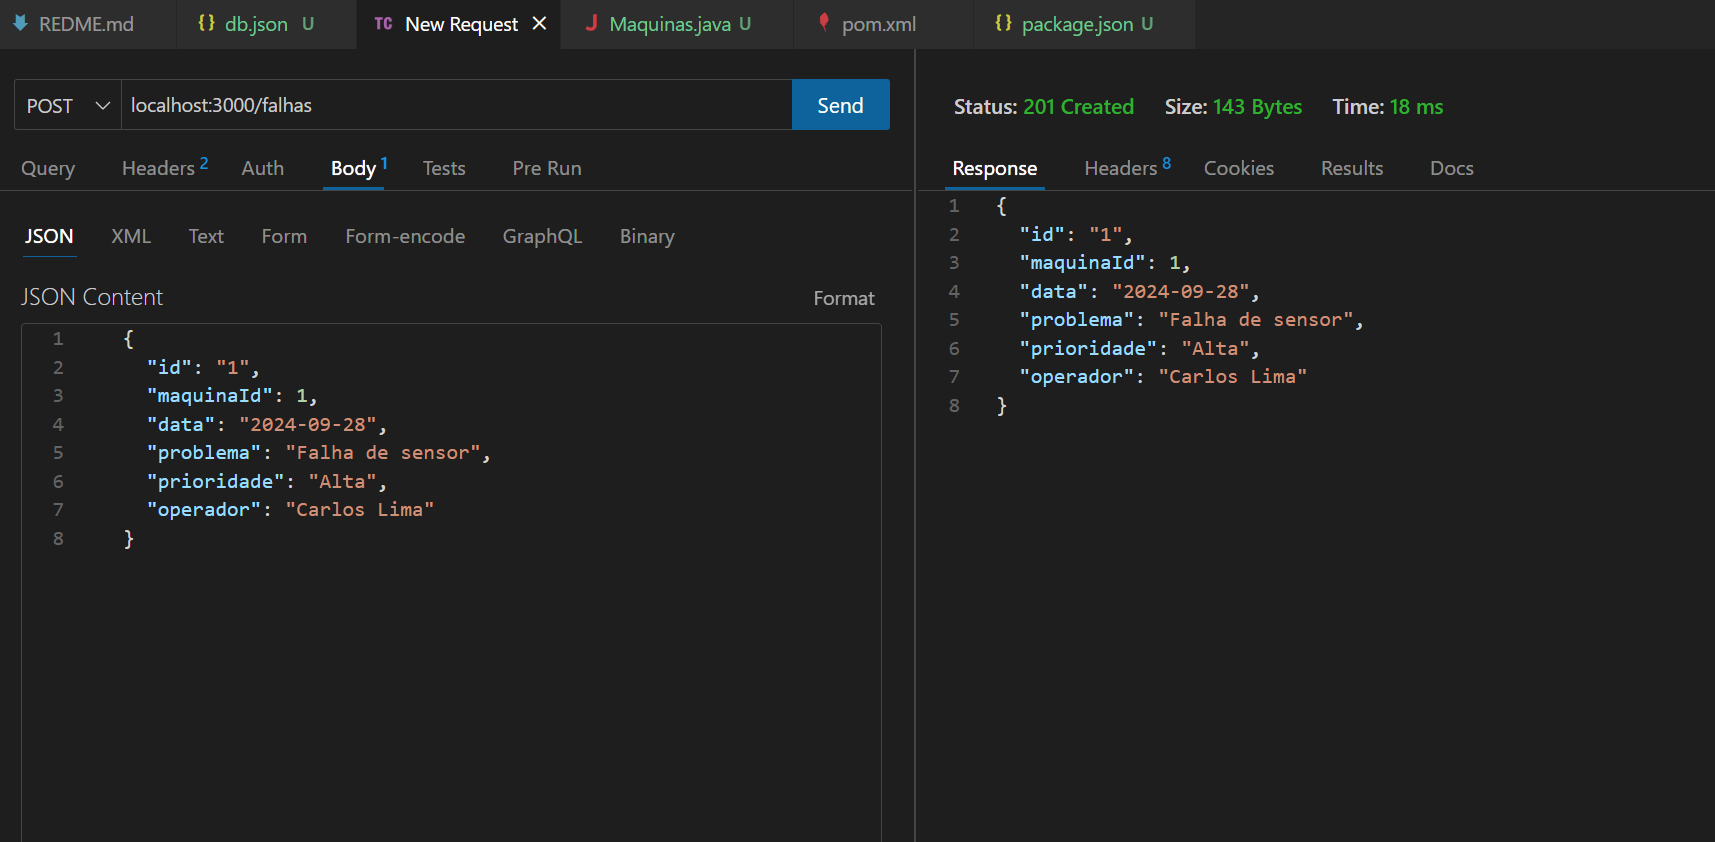 REDME.md {} db.json U TC New Request × J Maquinas.java U pom.xml {} package.json U
POST localhost:3000/falhas Send
Query Headers 2 Auth Body 1 Tests Pre Run
JSON XML Text Form Form-encode GraphQL Binary
JSON Content Format
1 {
2 "id": "1",
3 "maquinaId": 1,
4 "data": "2024-09-28",
5 "problema": "Falha de sensor",
6 "prioridade": "Alta",
7 "operador": "Carlos Lima"
8 }
Status: 201 Created Size: 143 Bytes Time: 18 ms
Response Headers 8 Cookies Results Docs
1 {
2 "id": "1",
3 "maquinaId": 1,
4 "data": "2024-09-28",
5 "problema": "Falha de sensor",
6 "prioridade": "Alta",
7 "operador": "Carlos Lima"
8 }